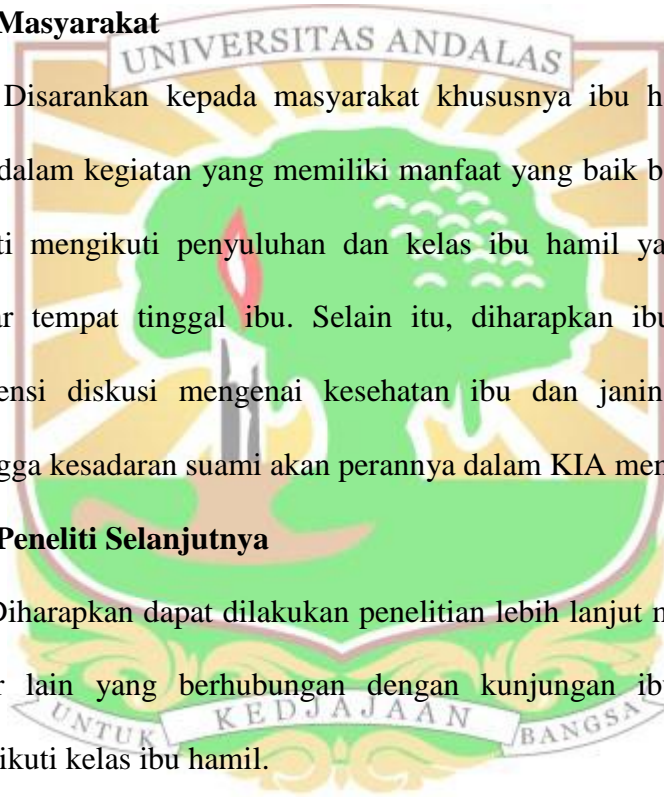 Masyarakat
UNIVERSITAS ANDALAS
Disarankan kepada masyarakat khususnya ibu h
dalam kegiatan yang memiliki manfaat yang baik b
ti mengikuti penyuluhan dan kelas ibu hamil ya
r tempat tinggal ibu. Selain itu, diharapkan ibu
ensi diskusi mengenai kesehatan ibu dan janin
gga kesadaran suami akan perannya dalam KIA men
Peneliti Selanjutnya
Diharapkan dapat dilakukan penelitian lebih lanjut m
r lain yang berhubungan dengan kunjungan ibu
UNTUK KEDJAJAAN BANGSA
ikuti kelas ibu hamil.